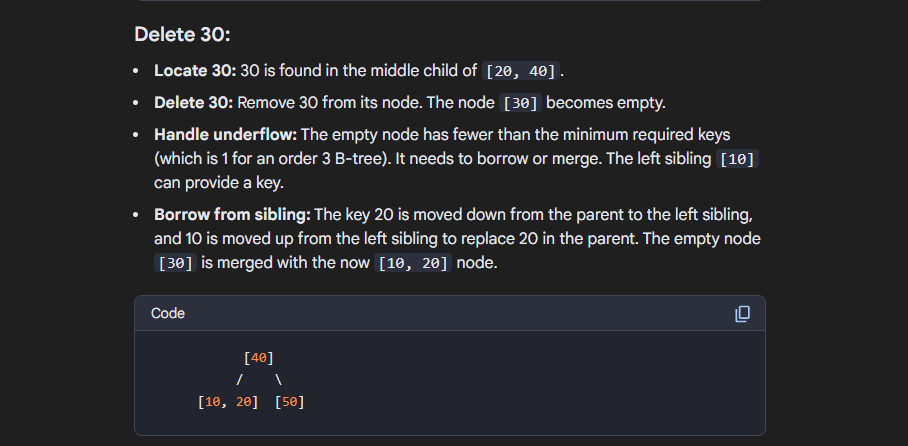 Delete 30:
• Locate 30: 30 is found in the middle child of [20, 40].
• Delete 30: Remove 30 from its node. The node [30] becomes empty.
• Handle underflow: The empty node has fewer than the minimum required keys
(which is 1 for an order 3 B-tree). It needs to borrow or merge. The left sibling [10]
can provide a key.
• Borrow from sibling: The key 20 is moved down from the parent to the left sibling,
and 10 is moved up from the left sibling to replace 20 in the parent. The empty node
[30] is merged with the now [10, 20] node.
Code
[40]
/ \
[10, 20] [50]